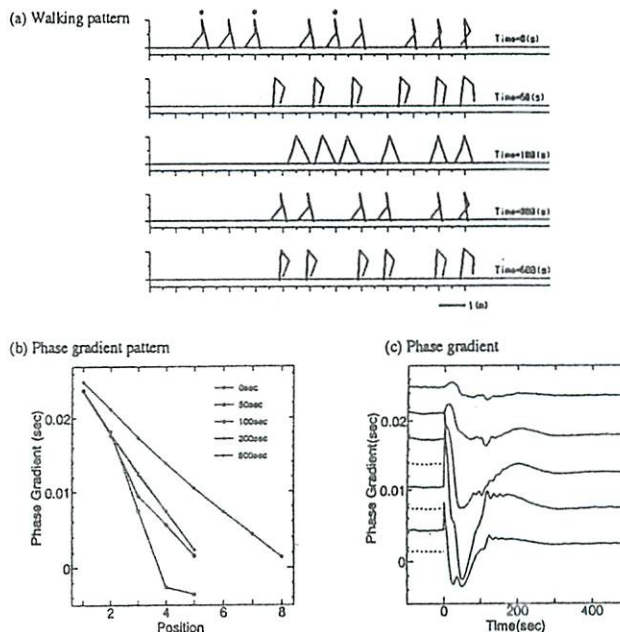 (a) Walking pattern
Time=0(s)
Time=50(s)
Time=100(s)
Time=300(s)
Time=600(s)
1(m)
(b) Phase gradient pattern
Phase Gradient (sec)
0.02
0.01
0
0sec
50sec
100sec
200sec
2 4 6 8
Position
(c) Phase gradient
Phase Gradient(sec)
0.02
0.01
0
-200 0 200 400
Time(sec)